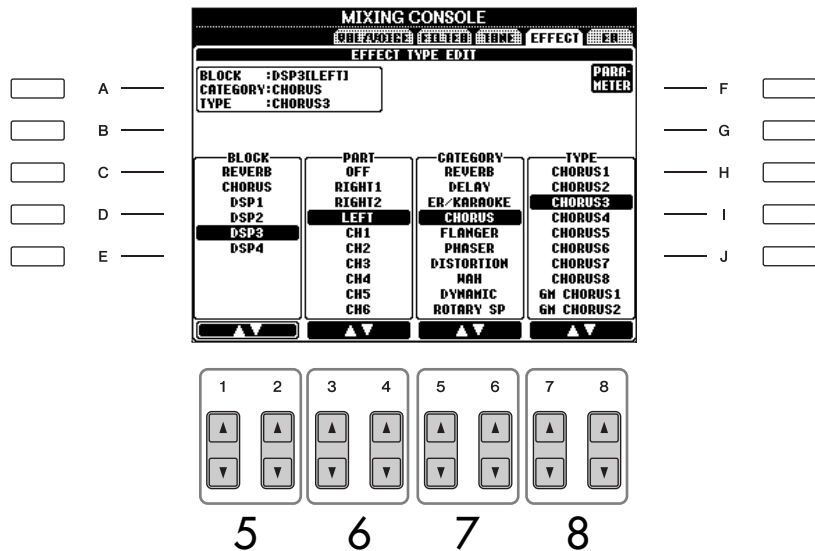 MIXING CONSOLE
VOL/VOICE FILTER TUNE EFFECT EQ
EFFECT TYPE EDIT
BLOCK :DSP3[LEFT]
CATEGORY:CHORUS
TYPE :CHORUS3
PARA-
METER
A
B
C
D
E
F
G
H
I
J
BLOCK
REVERB
CHORUS
DSP1
DSP2
DSP3
DSP4
PART
OFF
RIGHT1
RIGHT2
LEFT
CH1
CH2
CH3
CH4
CH5
CH6
CATEGORY
REVERB
DELAY
ER/KARAOKE
CHORUS
FLANGER
PHASER
DISTORTION
WAH
DYNAMIC
ROTARY SP
TYPE
CHORUS1
CHORUS2
CHORUS3
CHORUS4
CHORUS5
CHORUS6
CHORUS7
CHORUS8
GM CHORUS1
GM CHORUS2
1 2 3 4 5 6 7 8
5 6 7 8